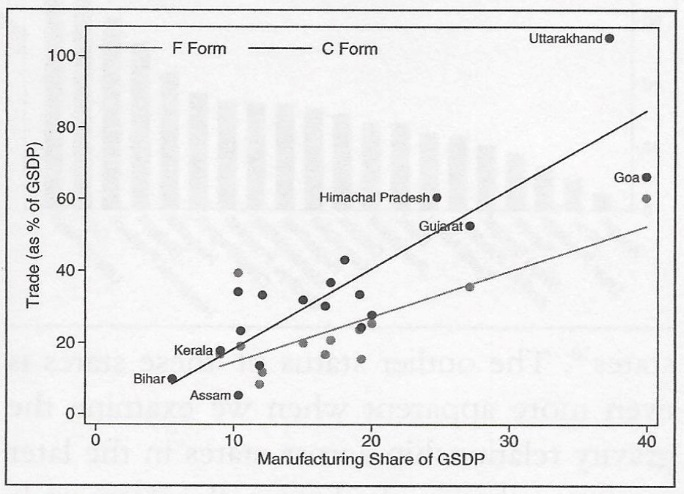 F Form
C Form
Uttarakhand
Goa
Himachal Pradesh
Gujarat
Kerala
Bihar
Assam
100
80
60
40
20
0
0 10 20 30 40
Trade (as % of GSDP)
Manufacturing Share of GSDP